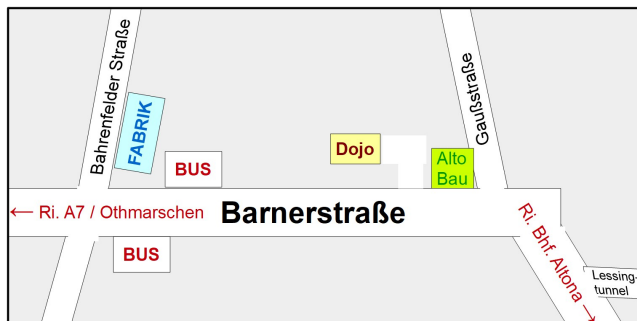 Bahrenfelder Straße
FABRIK
BUS
Dojo
Alto
Bau
Gaußstraße
← Ri. A7 / Othmarschen
Barnerstraße
BUS
Ri. Bhf. Altona →
Lessing-
tunnel